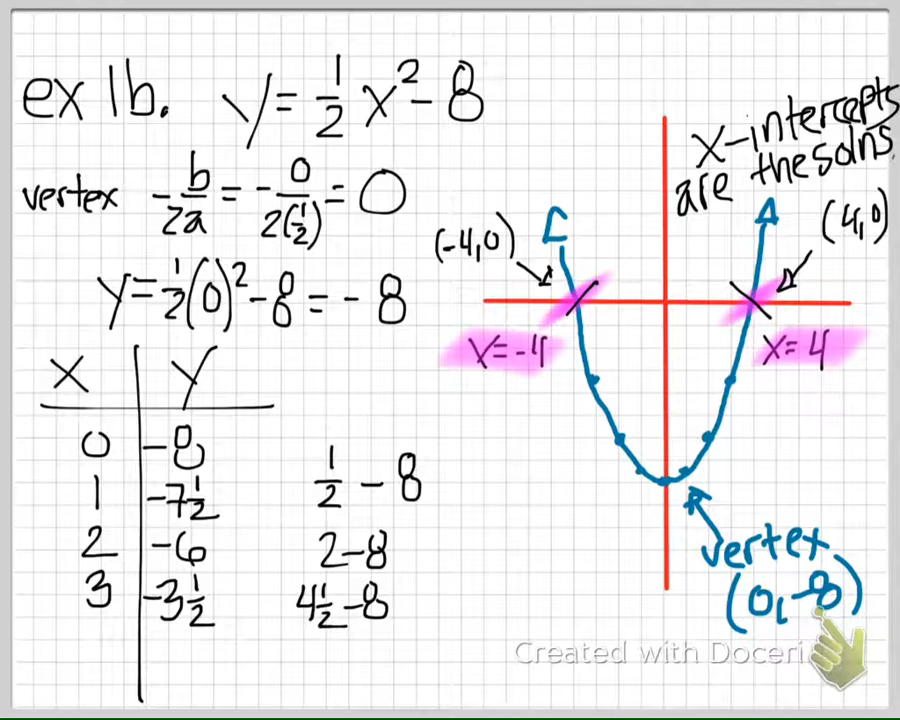 ex 1b. y = 1/2 x² - 8
vertex -b/2a = -0/2(1/2) = 0
y = 1/2(0)² - 8 = -8
x y
0 -8
1 -7 1/2 1/2 - 8
2 -6 2 - 8
3 -3 1/2 4 1/2 - 8
x-intercepts
are the solns.
(-4,0)
(4,0)
x = -4
x = 4
vertex
(0, -8)
Created with Doceri